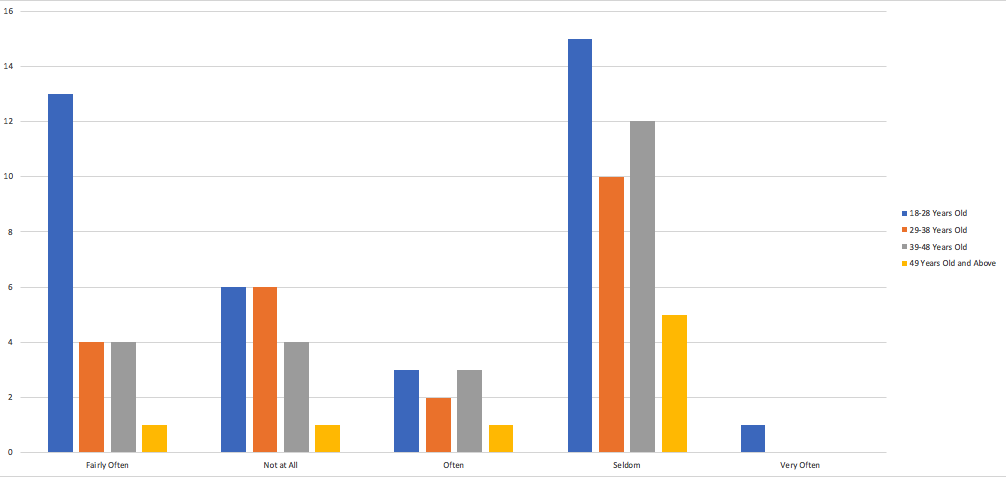 16
14
12
10
8
6
4
2
0
Fairly Often Not at All Often Seldom Very Often
18-28 Years Old
29-38 Years Old
39-48 Years Old
49 Years Old and Above